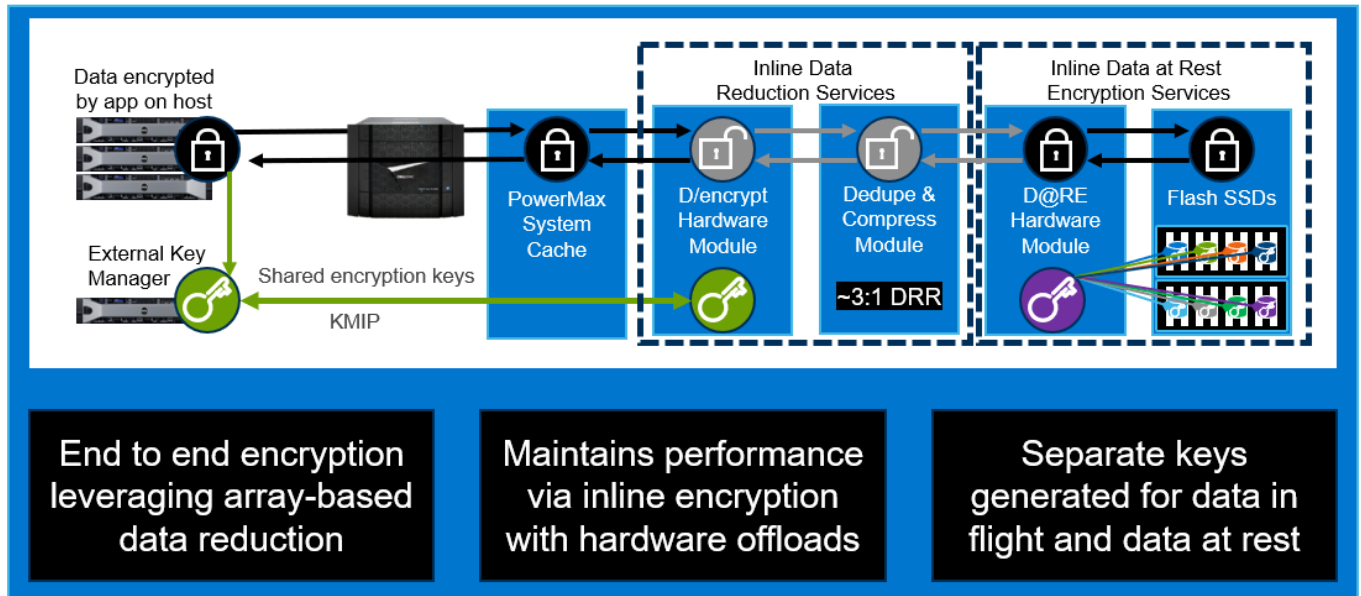 Data encrypted
by app on host
External Key
Manager
Shared encryption keys
KMIP
PowerMax
System
Cache
Inline Data
Reduction Services
D/encrypt
Hardware
Module
Dedupe &
Compress
Module
~3:1 DRR
Inline Data at Rest
Encryption Services
D@RE
Hardware
Module
Flash SSDs
End to end encryption
leveraging array-based
data reduction
Maintains performance
via inline encryption
with hardware offloads
Separate keys
generated for data in
flight and data at rest